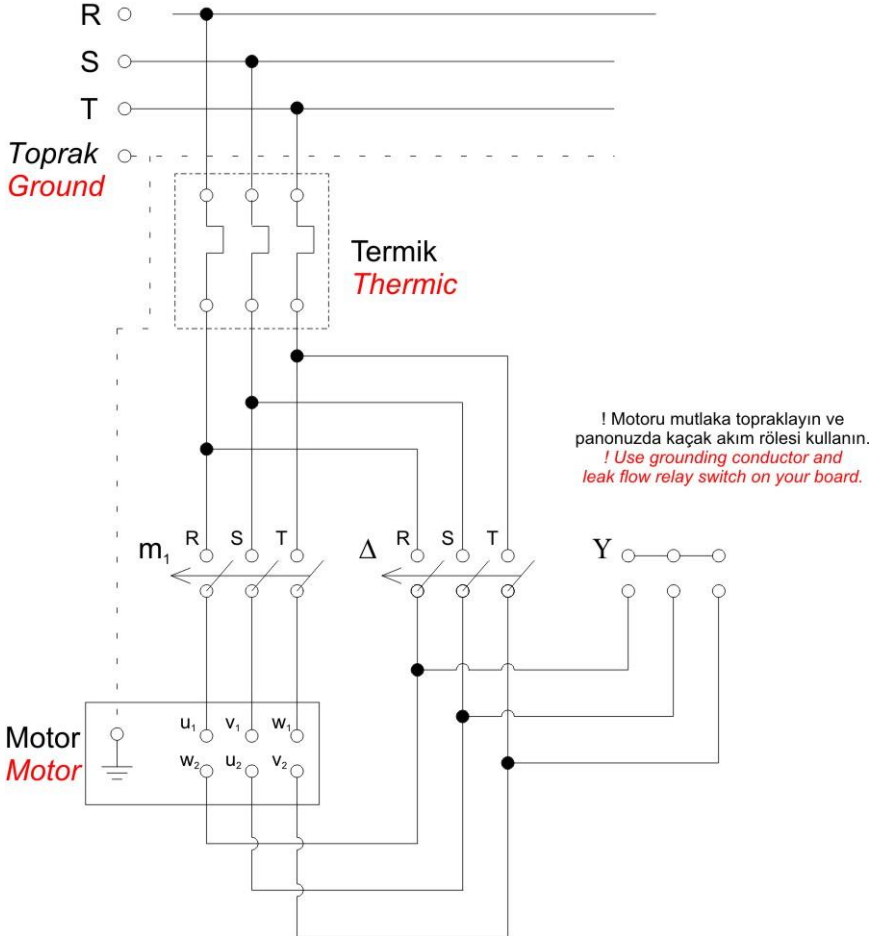 R
S
T
Toprak
Ground
Termik
Thermic
! Motoru mutlaka topraklayın ve
panonuzda kaçak akım rölesi kullanın.
! Use grounding conductor and
leak flow relay switch on your board.
m₁ R S T Δ R S T Y
u₁ v₁ w₁
Motor
w₂ u₂ v₂
Motor